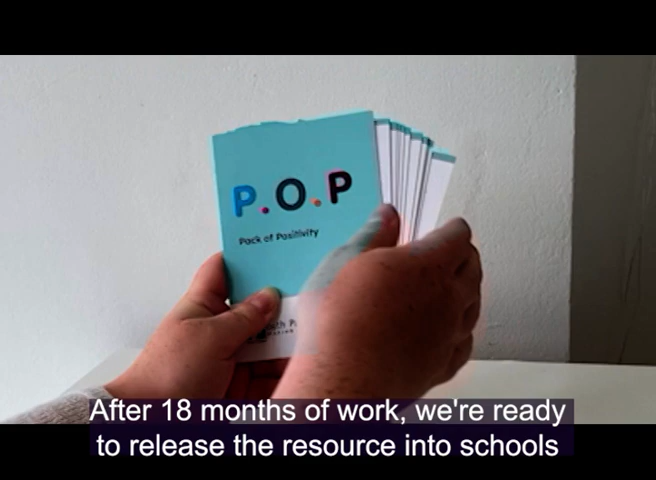 P.O.P
Pack of Positivity
After 18 months of work, we're ready
to release the resource into schools